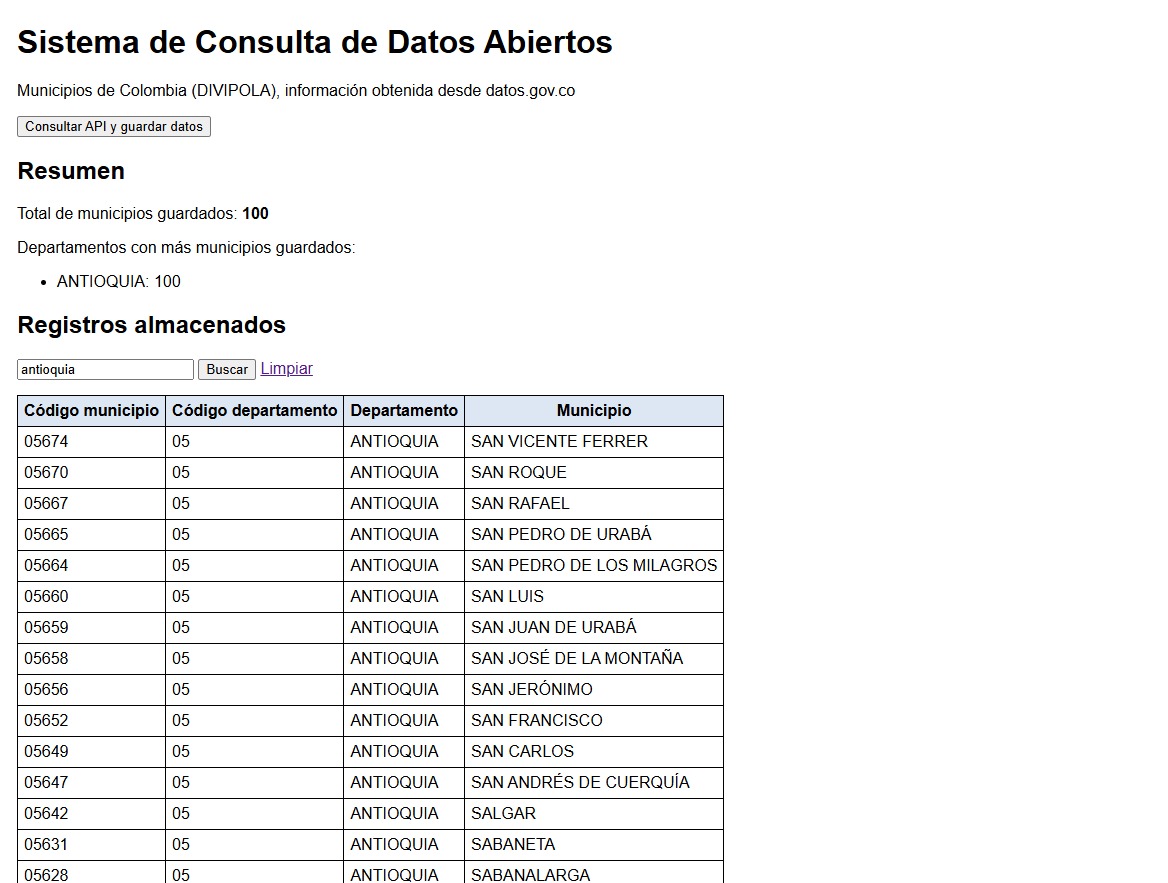 Sistema de Consulta de Datos Abiertos
Municipios de Colombia (DIVIPOLA), información obtenida desde datos.gov.co
Consultar API y guardar datos
Resumen
Total de municipios guardados: 100
Departamentos con más municipios guardados:
• ANTIOQUIA: 100
Registros almacenados
antioquia Buscar Limpiar
Código municipio Código departamento Departamento Municipio
05674 05 ANTIOQUIA SAN VICENTE FERRER
05670 05 ANTIOQUIA SAN ROQUE
05667 05 ANTIOQUIA SAN RAFAEL
05665 05 ANTIOQUIA SAN PEDRO DE URABÁ
05664 05 ANTIOQUIA SAN PEDRO DE LOS MILAGROS
05660 05 ANTIOQUIA SAN LUIS
05659 05 ANTIOQUIA SAN JUAN DE URABÁ
05658 05 ANTIOQUIA SAN JOSÉ DE LA MONTAÑA
05656 05 ANTIOQUIA SAN JERÓNIMO
05652 05 ANTIOQUIA SAN FRANCISCO
05649 05 ANTIOQUIA SAN CARLOS
05647 05 ANTIOQUIA SAN ANDRÉS DE CUERQUÍA
05642 05 ANTIOQUIA SALGAR
05631 05 ANTIOQUIA SABANETA
05628 05 ANTIOQUIA SABANALARGA